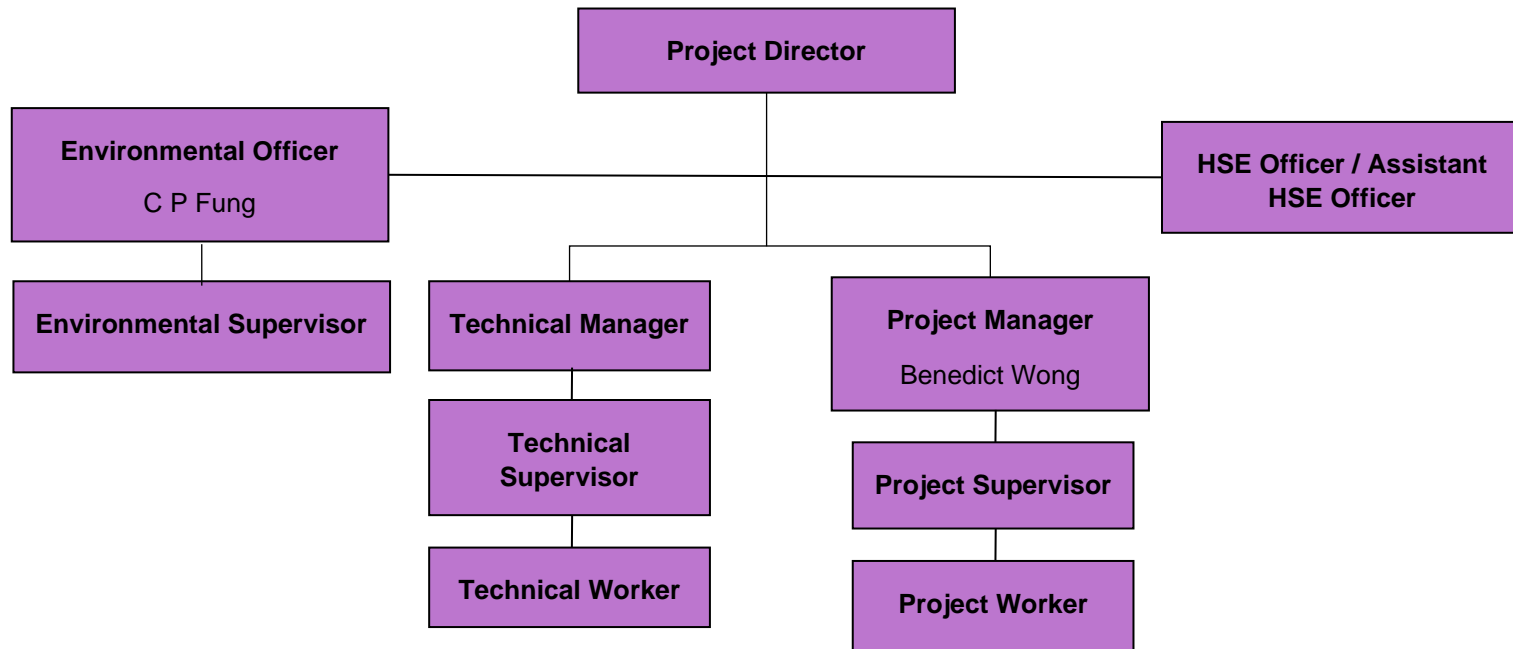 Project Director
Environmental Officer
C P Fung
HSE Officer / Assistant
HSE Officer
Environmental Supervisor
Technical Manager
Project Manager
Benedict Wong
Technical
Supervisor
Project Supervisor
Technical Worker
Project Worker